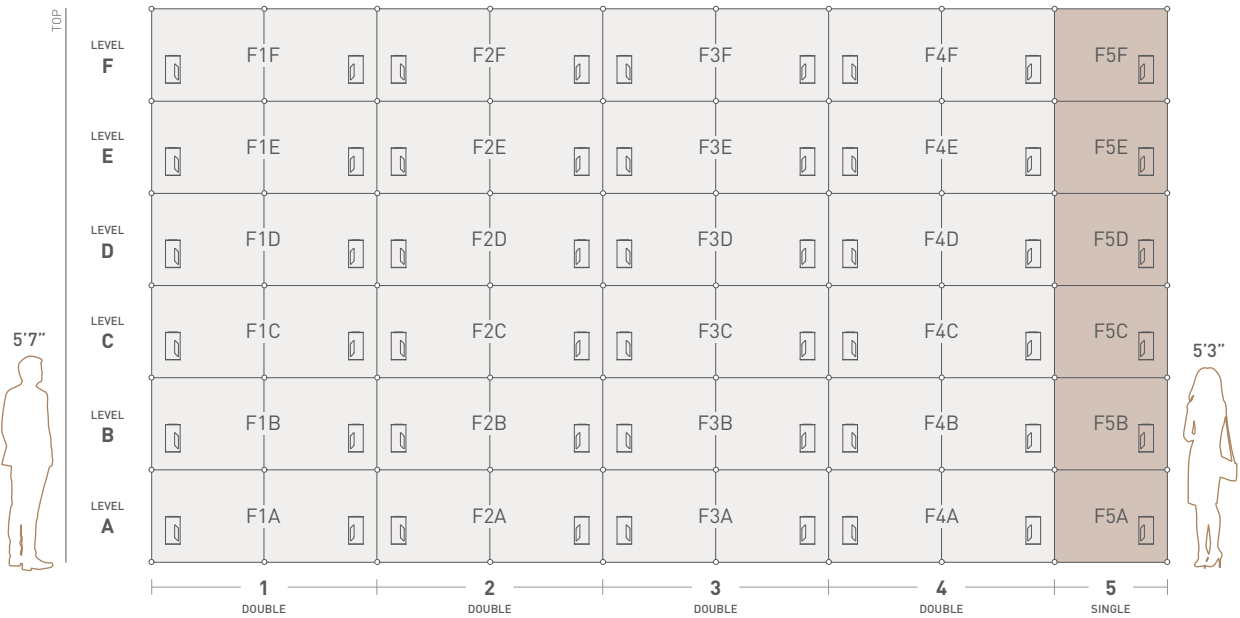 TOP
LEVEL
F
F1F F2F F3F F4F F5F
LEVEL
E
F1E F2E F3E F4E F5E
LEVEL
D
F1D F2D F3D F4D F5D
LEVEL
C
F1C F2C F3C F4C F5C
5’7” 5’3”
LEVEL
B
F1B F2B F3B F4B F5B
LEVEL
A
F1A F2A F3A F4A F5A
1 2 3 4 5
DOUBLE DOUBLE DOUBLE DOUBLE SINGLE